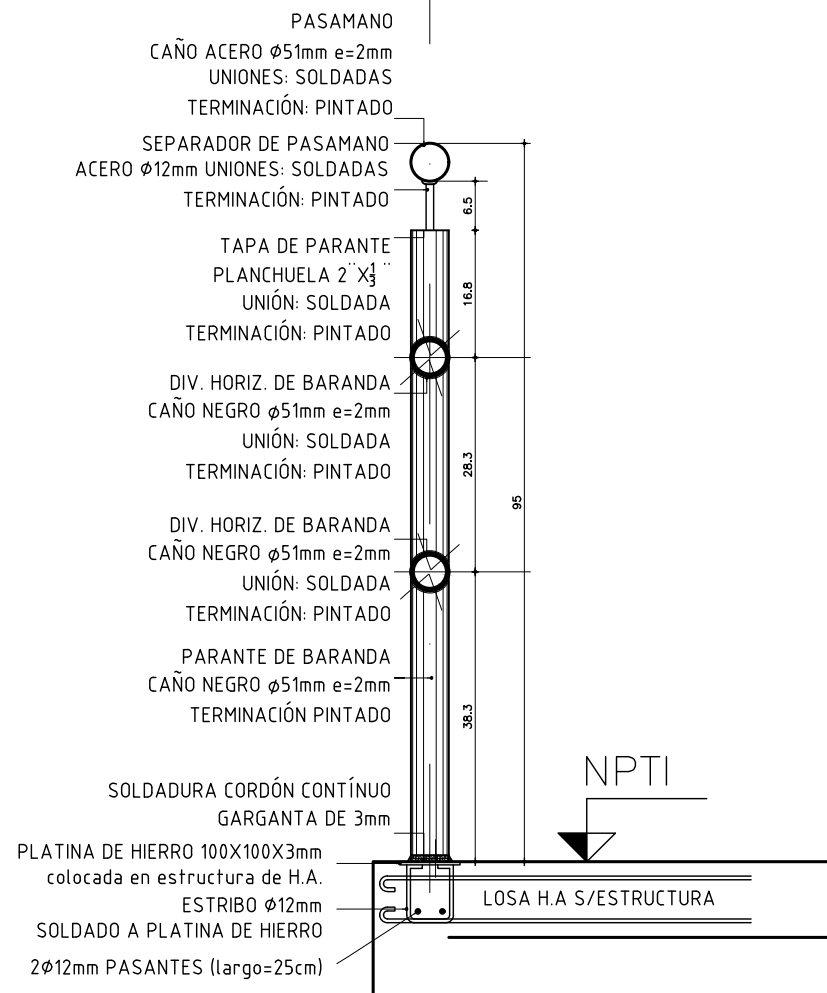 PASAMANO
CAÑO ACERO Ø51mm e=2mm
UNIONES: SOLDADAS
TERMINACIÓN: PINTADO
SEPARADOR DE PASAMANO
ACERO Ø12mm UNIONES: SOLDADAS
TERMINACIÓN: PINTADO
6.5
TAPA DE PARANTE
PLANCHUELA 2¨X⅓¨
UNIÓN: SOLDADA
TERMINACIÓN: PINTADO
16.8
DIV. HORIZ. DE BARANDA
CAÑO NEGRO Ø51mm e=2mm
UNIÓN: SOLDADA
TERMINACIÓN: PINTADO
28.3
95
DIV. HORIZ. DE BARANDA
CAÑO NEGRO Ø51mm e=2mm
UNIÓN: SOLDADA
TERMINACIÓN: PINTADO
PARANTE DE BARANDA
CAÑO NEGRO Ø51mm e=2mm
TERMINACIÓN PINTADO
38.3
NPTI
SOLDADURA CORDÓN CONTÍNUO
GARGANTA DE 3mm
PLATINA DE HIERRO 100X100X3mm
colocada en estructura de H.A.
ESTRIBO Ø12mm
SOLDADO A PLATINA DE HIERRO
2Ø12mm PASANTES (largo=25cm)
LOSA H.A S/ESTRUCTURA